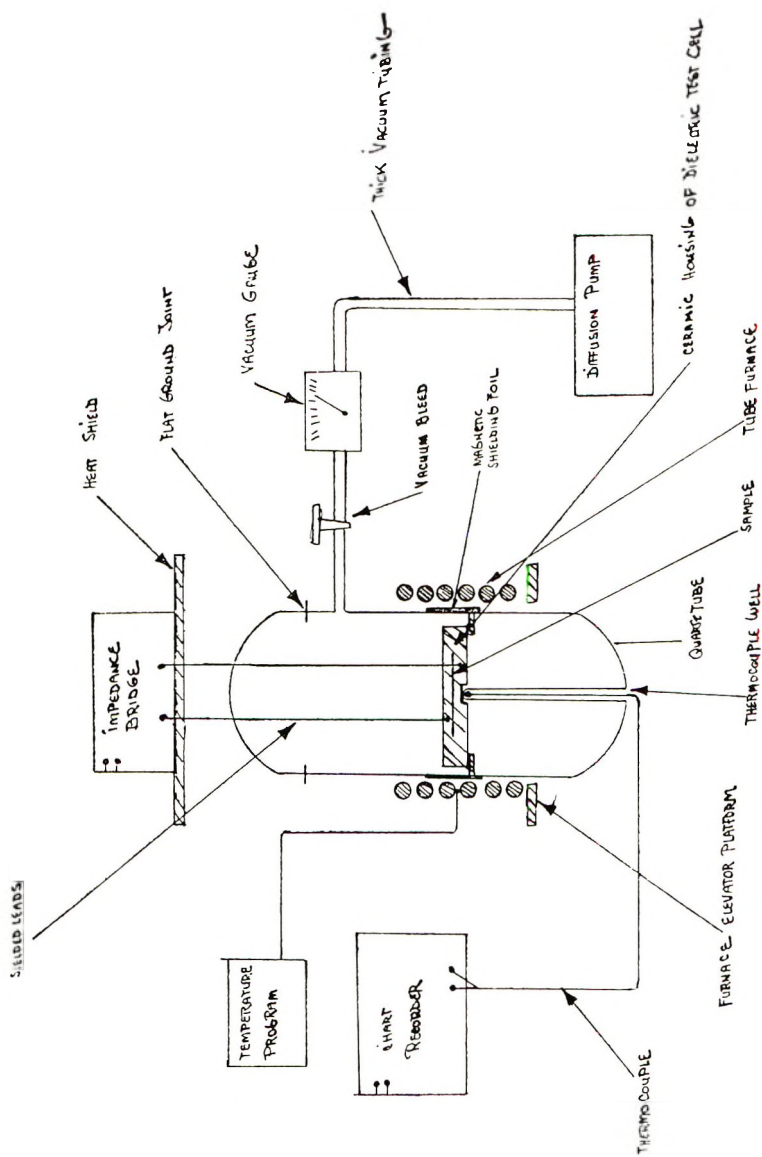 SIELDED LEADS
IMPEDANCE
BRIDGE
HEAT SHIELD
FLAT GROUND JOINT
VACUUM GAUGE
THICK VACUUM TUBING
TEMPERATURE
PROGRAM
CHART
RECORDER
VACUUM BLEED
MAGNETIC
SHIELDING FOIL
DIFFUSION PUMP
CERAMIC HOUSING OF DIELECTRIC TEST CELL
TUBE FURNACE
SAMPLE
QUARTZ TUBE
THERMOCOUPLE WELL
FURNACE ELEVATOR PLATFORM
THERMOCOUPLE